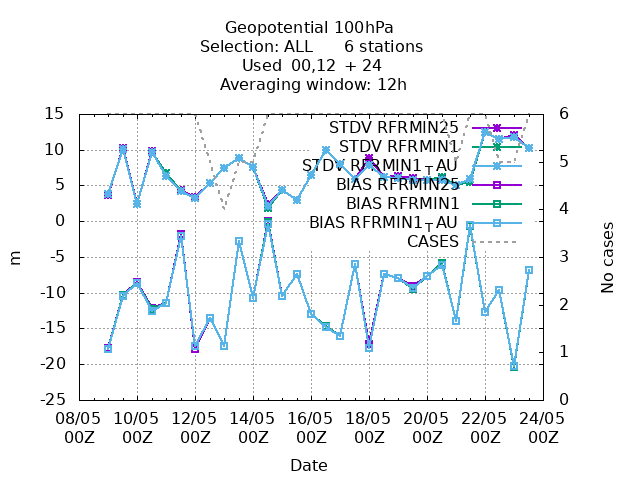 Geopotential 100hPa
Selection: ALL 6 stations
Used 00,12 + 24
Averaging window: 12h
15 6
STDV RFRMIN25
10 STDV RFRMIN1 5
STDV RFRMIN1TAU
5 BIAS RFRMIN25
BIAS RFRMIN1 4
0 BIAS RFRMIN1TAU
CASES
-5 3
m
No cases
-10 2
-15
-20 1
-25 0
08/05 10/05 12/05 14/05 16/05 18/05 20/05 22/05 24/05
00Z 00Z 00Z 00Z 00Z 00Z 00Z 00Z 00Z
Date